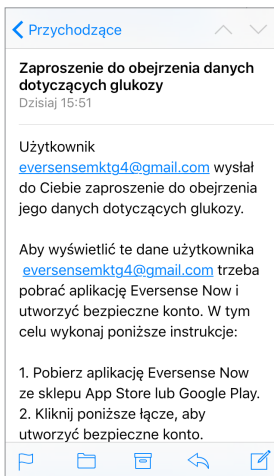 Przychodzące
Zaproszenie do obejrzenia danych
dotyczących glukozy
Dzisiaj 15:51
Użytkownik
eversensemktg4@gmail.com wysłał
do Ciebie zaproszenie do obejrzenia
jego danych dotyczących glukozy.
Aby wyświetlić te dane użytkownika
eversensemktg4@gmail.com trzeba
pobrać aplikację Eversense Now i
utworzyć bezpieczne konto. W tym
celu wykonaj poniższe instrukcje:
1. Pobierz aplikację Eversense Now
ze sklepu App Store lub Google Play.
2. Kliknij poniższe łącze, aby
utworzyć bezpieczne konto.